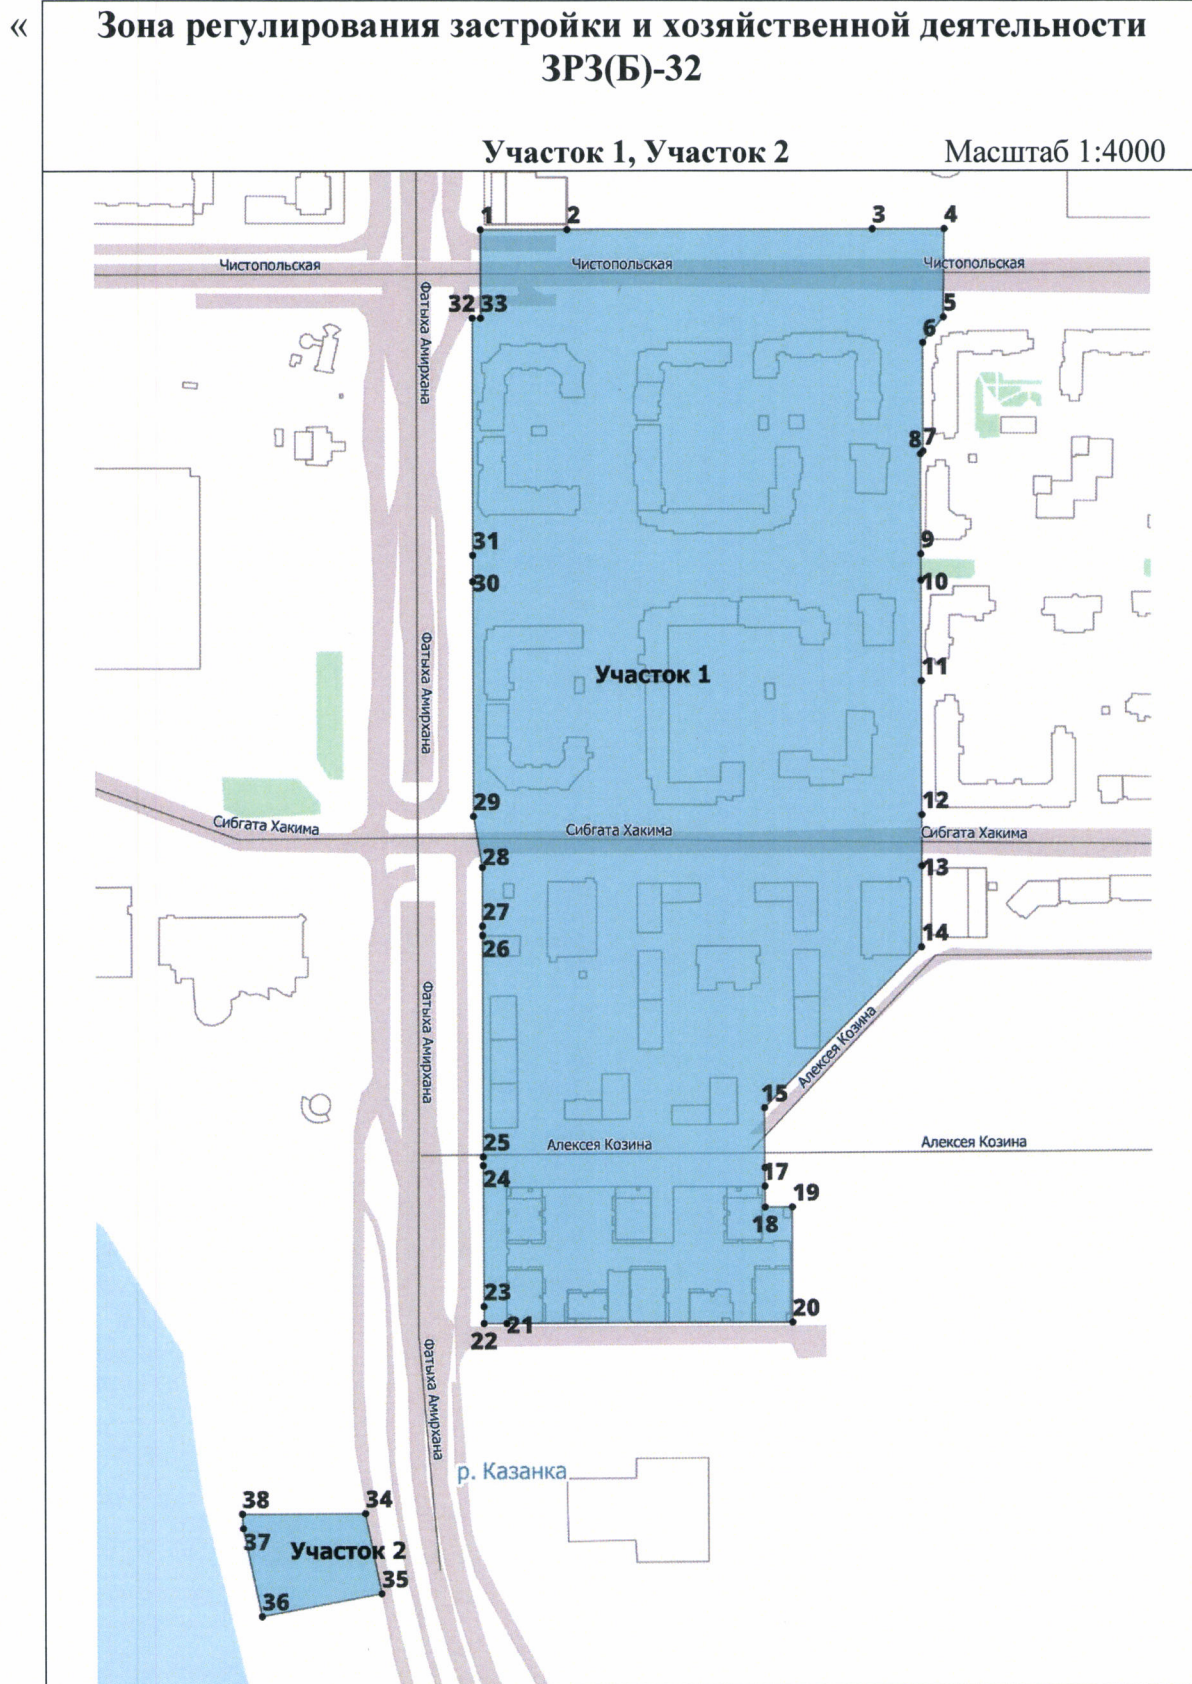 «
Зона регулирования застройки и хозяйственной деятельности
ЗРЗ(Б)-32
Участок 1, Участок 2
Масштаб 1:4000
1
2
3
4
Чистопольская
Чистопольская
Чистопольская
Фатыха Амирхана
32
33
5
6
8
7
31
9
30
10
Фатыха Амирхана
Участок 1
11
29
12
Сибгата Хакима
Сибгата Хакима
Сибгата Хакима
28
13
27
26
14
Фатыха Амирхана
Алексея Козина
15
25
Алексея Козина
Алексея Козина
24
17
19
18
23
20
22
21
Фатыха Амирхана
р. Казанка
38
34
37
Участок 2
35
36